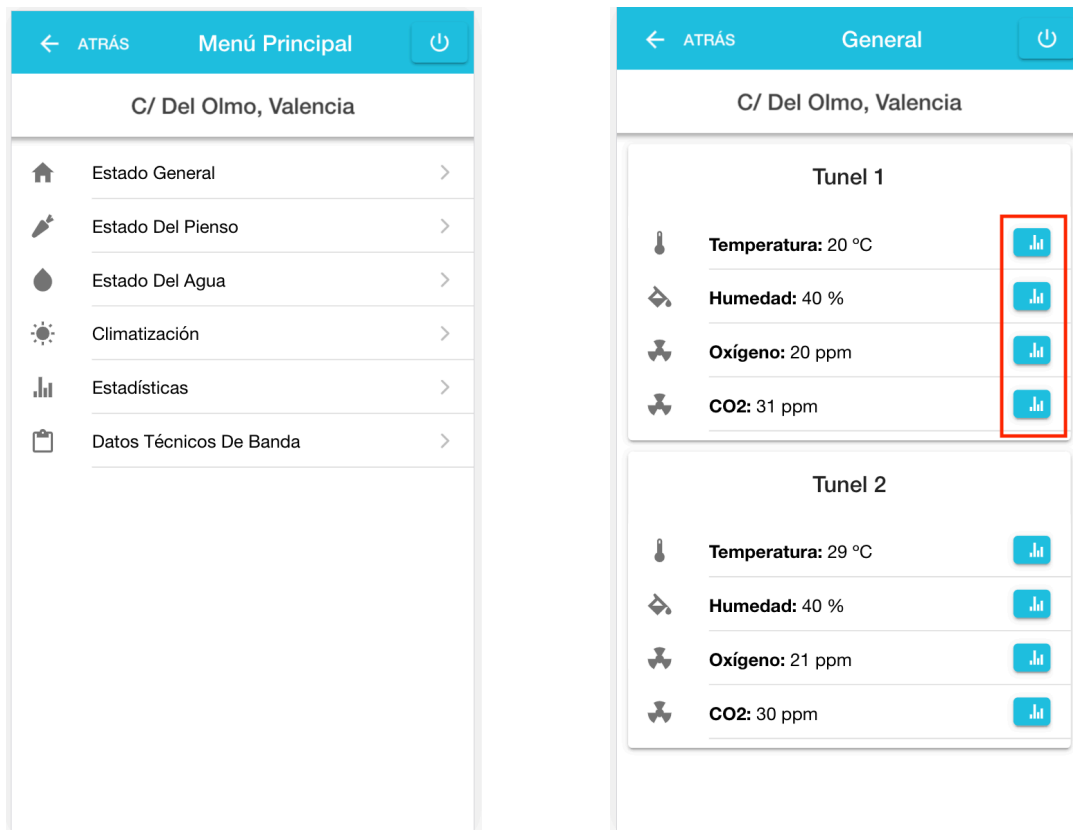 ATRÁS Menú Principal
C/ Del Olmo, Valencia
Estado General
Estado Del Pienso
Estado Del Agua
Climatización
Estadísticas
Datos Técnicos De Banda
ATRÁS General
C/ Del Olmo, Valencia
Tunel 1
Temperatura: 20 ºC
Humedad: 40 %
Oxígeno: 20 ppm
CO2: 31 ppm
Tunel 2
Temperatura: 29 ºC
Humedad: 40 %
Oxígeno: 21 ppm
CO2: 30 ppm